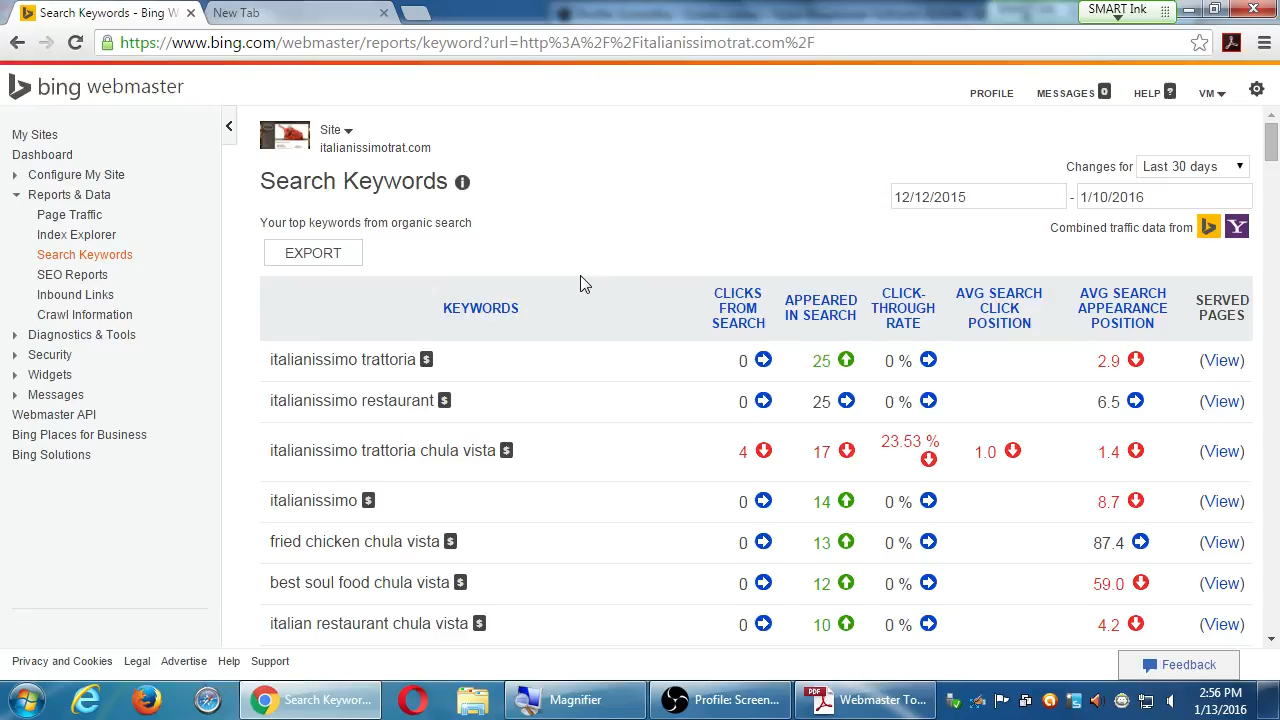 Search Keywords - Bing W
New Tab
SMART Ink
https://www.bing.com/webmaster/reports/keyword?url=http%3A%2F%2Fitalianissimotrat.com%2F
bing webmaster
PROFILE MESSAGES 0 HELP ? VM
My Sites
Dashboard
Configure My Site
Reports & Data
Page Traffic
Index Explorer
Search Keywords
SEO Reports
Inbound Links
Crawl Information
Diagnostics & Tools
Security
Widgets
Messages
Webmaster API
Bing Places for Business
Bing Solutions
Site
italianissimotrat.com
Search Keywords i
Changes for Last 30 days
12/12/2015 - 1/10/2016
Your top keywords from organic search
Combined traffic data from b Y
EXPORT
KEYWORDS
CLICKS FROM SEARCH
APPEARED IN SEARCH
CLICK-THROUGH RATE
AVG SEARCH CLICK POSITION
AVG SEARCH APPEARANCE POSITION
SERVED PAGES
italianissimo trattoria $ 0 25 0 % 2.9 (View)
italianissimo restaurant $ 0 25 0 % 6.5 (View)
italianissimo trattoria chula vista $ 4 17 23.53 % 1.0 1.4 (View)
italianissimo $ 0 14 0 % 8.7 (View)
fried chicken chula vista $ 0 13 0 % 87.4 (View)
best soul food chula vista $ 0 12 0 % 59.0 (View)
italian restaurant chula vista $ 0 10 0 % 4.2 (View)
Privacy and Cookies Legal Advertise Help Support
Feedback
Search Keywor...
Magnifier
Profile: Screen...
PDF
Webmaster To...
2:56 PM
1/13/2016